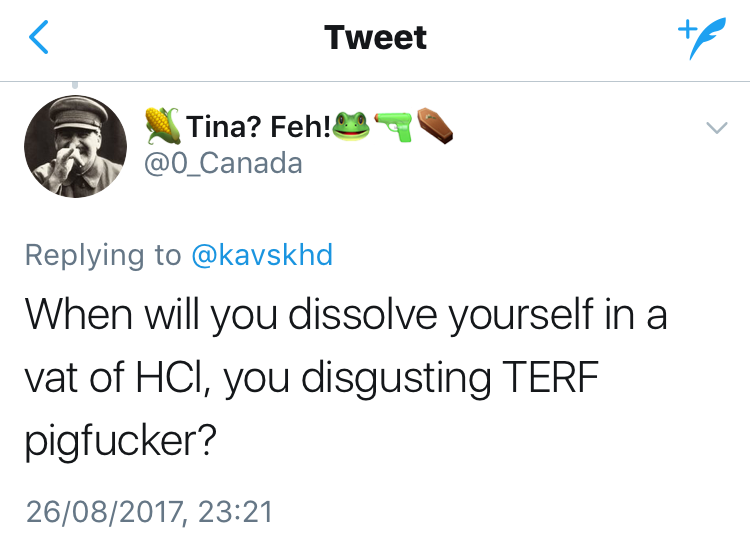 Tweet
🌽Tina? Feh!🐸🔫⚰️
@0_Canada
Replying to @kavskhd
When will you dissolve yourself in a
vat of HCl, you disgusting TERF
pigfucker?
26/08/2017, 23:21